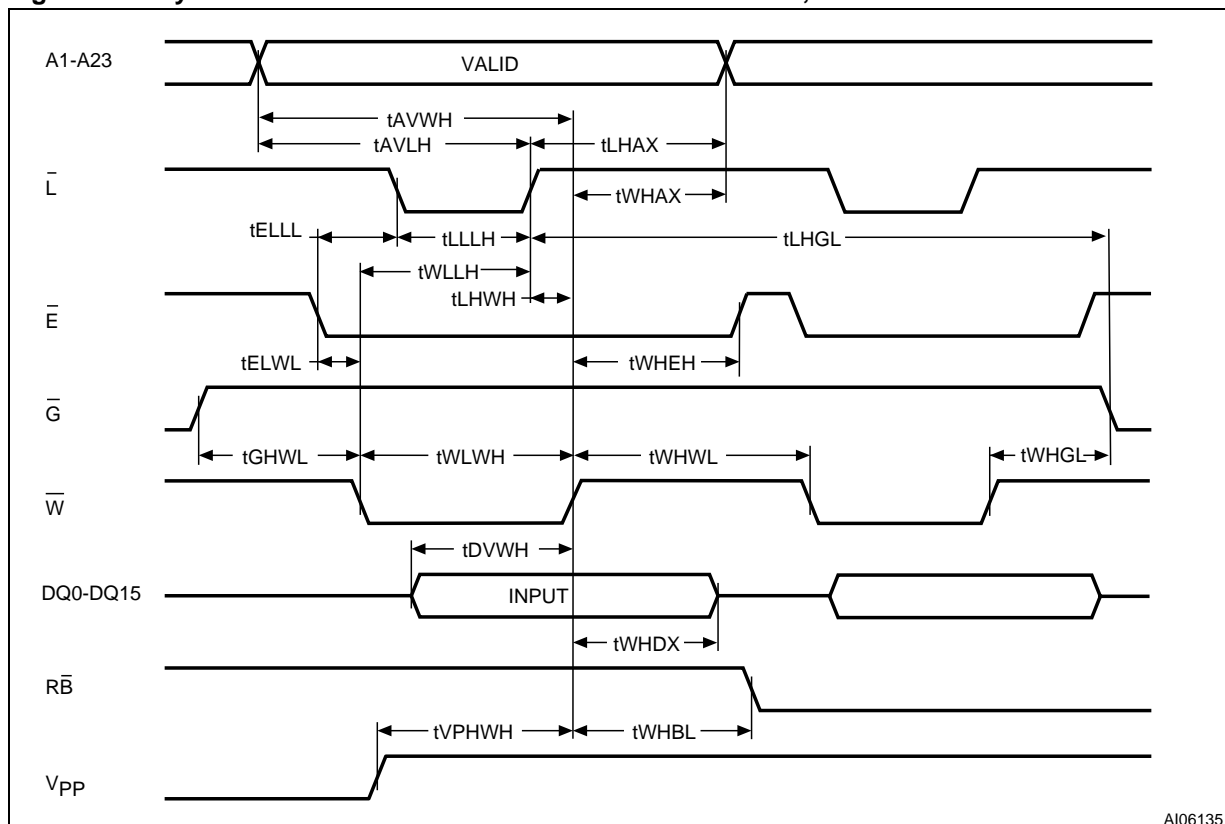 A1-A23
VALID
tAVWH
tAVLH
tLHAX
L̅
tWHAX
tELLL
tLLLH
tLHGL
tWLLH
tLHWH
E̅
tELWL
tWHEH
G̅
tGHWL
tWLWH
tWHWL
tWHGL
W̅
tDVWH
DQ0-DQ15
INPUT
tWHDX
RB̅
tVPHWH
tWHBL
VPP
AI06135